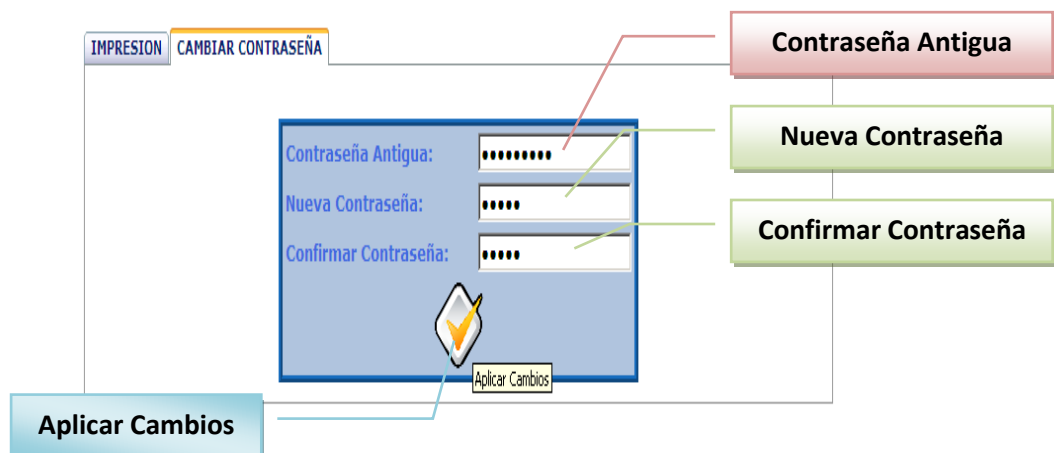 IMPRESION CAMBIAR CONTRASEÑA
Contraseña Antigua
Nueva Contraseña
Confirmar Contraseña
Contraseña Antigua: •••••••••
Nueva Contraseña: •••••
Confirmar Contraseña: •••••
Aplicar Cambios
Aplicar Cambios